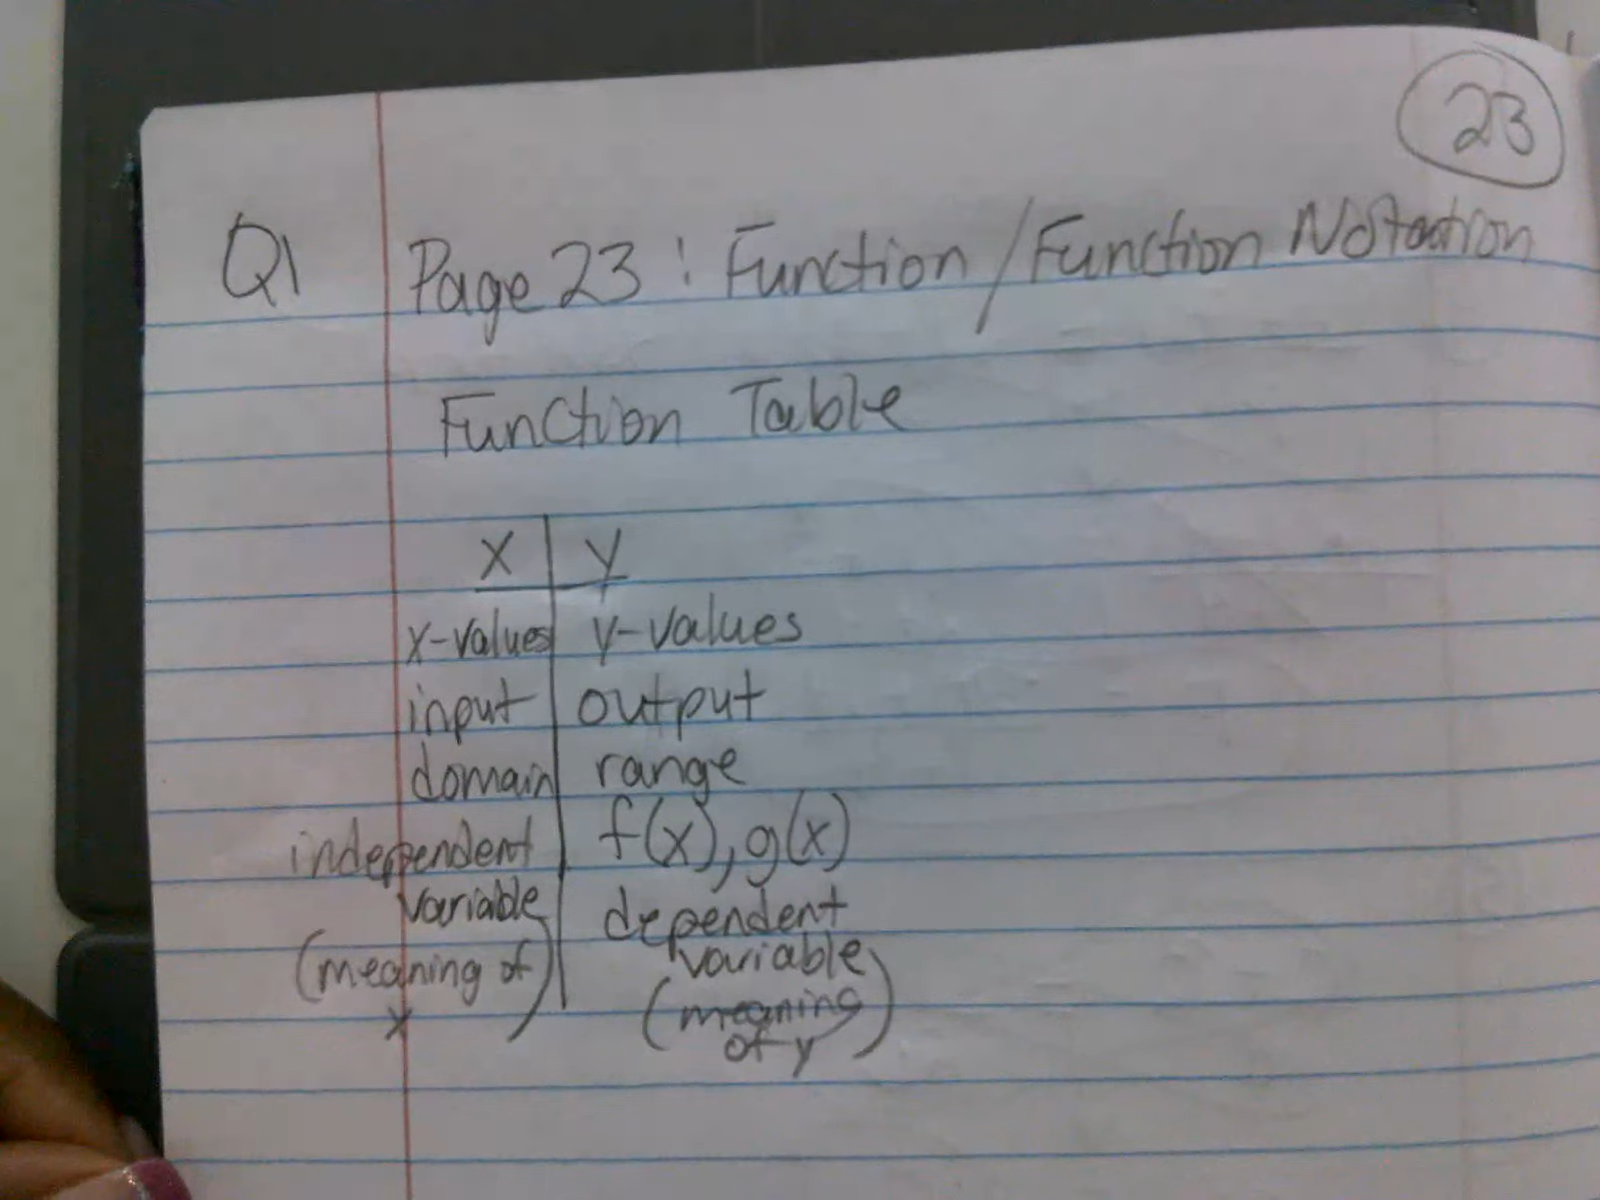 23
Q1 Page 23: Function/Function Notation
Function Table
x y
x-values y-values
input output
domain range
independent f(x), g(x)
variable dependent
variable
(meaning of x) (meaning
of y)